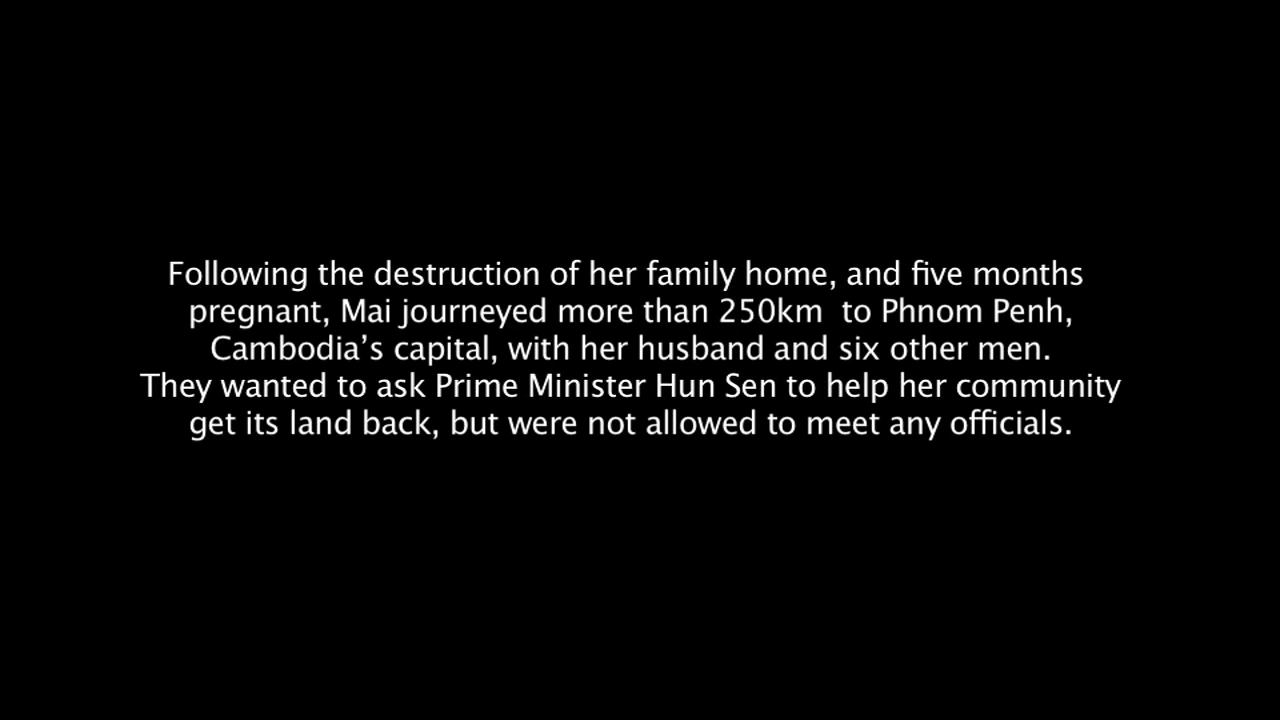 Following the destruction of her family home, and five months
pregnant, Mai journeyed more than 250km  to Phnom Penh,
Cambodia’s capital, with her husband and six other men.
They wanted to ask Prime Minister Hun Sen to help her community
get its land back, but were not allowed to meet any officials.